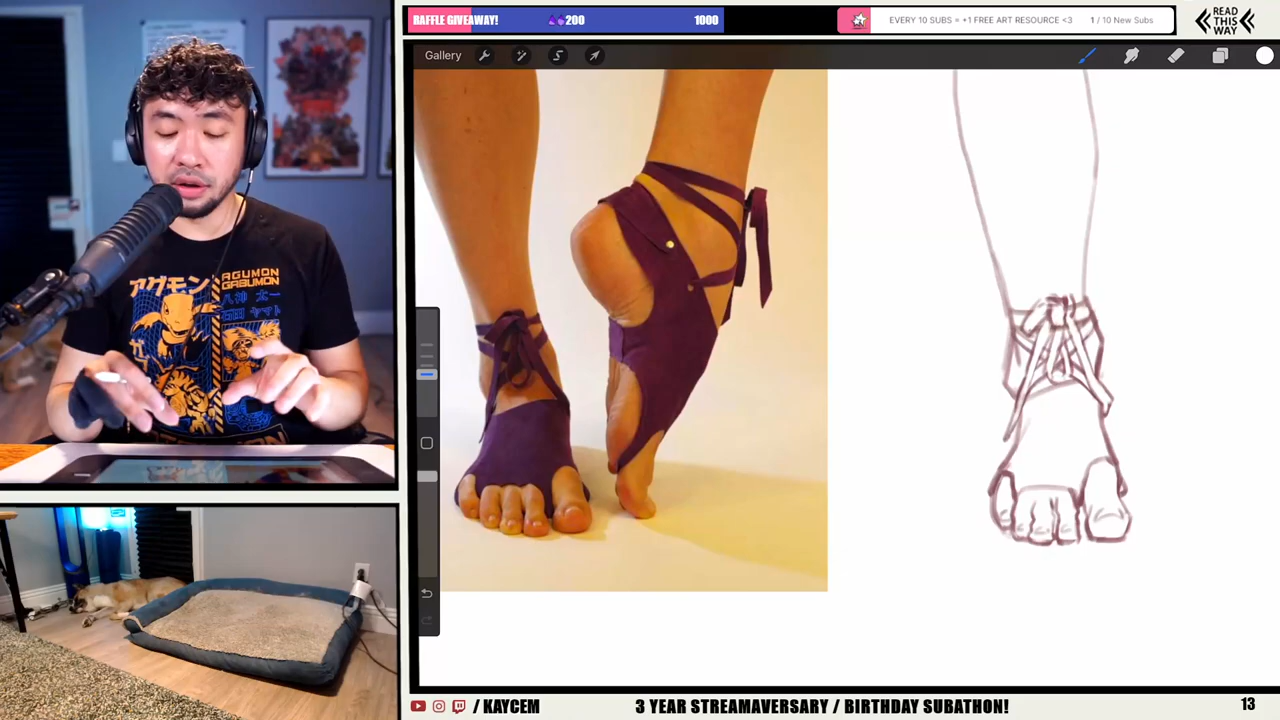 RAFFLE GIVEAWAY!
200
1000
EVERY 10 SUBS = +1 FREE ART RESOURCE <3
1 / 10 New Subs
READ
THIS
WAY
Gallery
アグモン
AGUMON
GABUMON
/ KAYCEM
3 YEAR STREAMAVERSARY / BIRTHDAY SUBATHON!
13